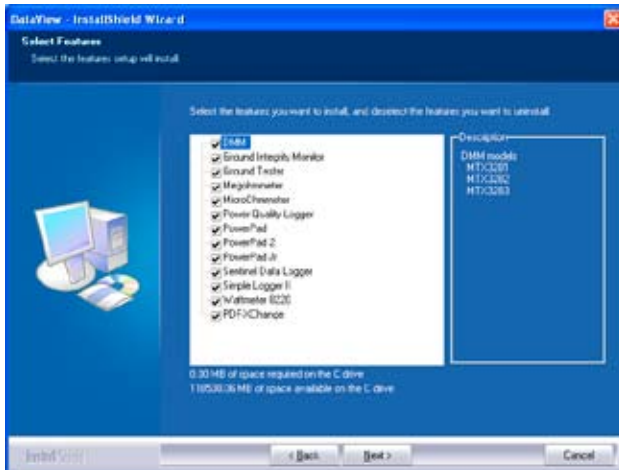 DataView - InstallShield Wizard
Select Features
Select the features setup will install.
Select the features you want to install, and deselect the features you want to uninstall.
DMM
Ground Integrity Monitor
Ground Tester
Megohmmeter
MicroOhmmeter
Power Quality Logger
PowerPad
PowerPad 2
PowerPad Jr
Sentinel Data Logger
Simple Logger II
Wattmeter 8220
PDF-XChange
Description
DMM models
MTX3281
MTX3282
MTX3283
0.00 MB of space required on the C drive
118538.36 MB of space available on the C drive
InstallShield
< Back
Next >
Cancel